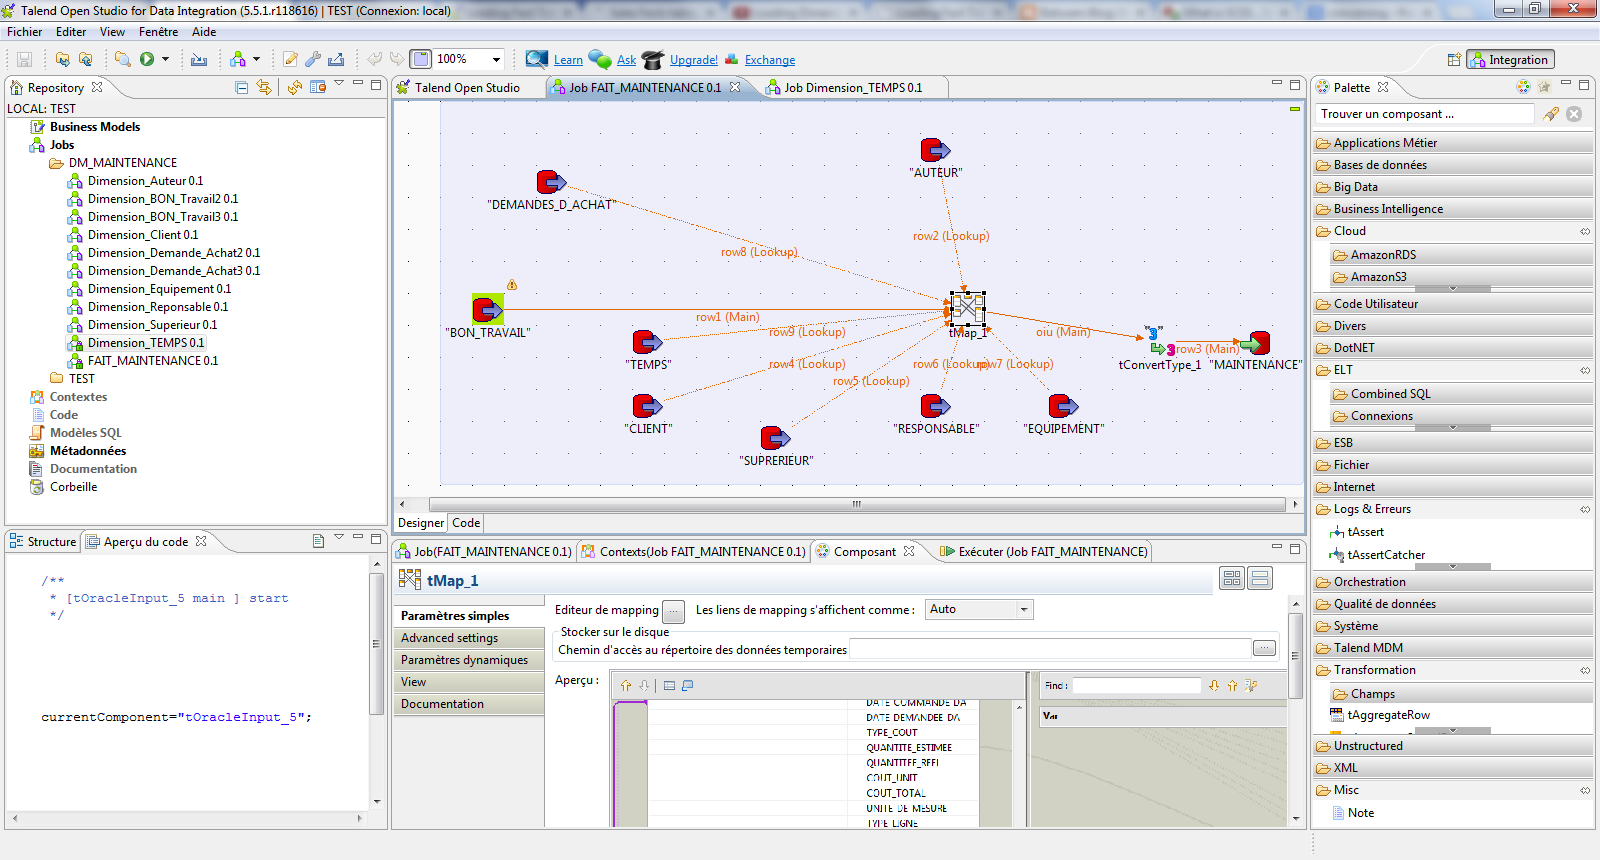 Talend Open Studio for Data Integration (5.5.1.r118616) | TEST (Connexion: local)
Fichier Editer View Fenêtre Aide
100% Learn Ask Upgrade! Exchange Integration
Repository
LOCAL: TEST
Business Models
Jobs
DM_MAINTENANCE
Dimension_Auteur 0.1
Dimension_BON_Travail2 0.1
Dimension_BON_Travail3 0.1
Dimension_Client 0.1
Dimension_Demande_Achat2 0.1
Dimension_Demande_Achat3 0.1
Dimension_Equipement 0.1
Dimension_Reponsable 0.1
Dimension_Superieur 0.1
Dimension_TEMPS 0.1
FAIT_MAINTENANCE 0.1
TEST
Contextes
Code
Modèles SQL
Métadonnées
Documentation
Corbeille
Structure Aperçu du code
/**
* [tOracleInput_5 main ] start
*/
currentComponent="tOracleInput_5";
Talend Open Studio Job FAIT_MAINTENANCE 0.1 Job Dimension_TEMPS 0.1
"AUTEUR"
"DEMANDES_D_ACHAT"
row2 (Lookup)
row8 (Lookup)
"BON_TRAVAIL"
row1 (Main)
row9 (Lookup)
tMap_1
oiu (Main)
"3"
3
row3 (Main)
tConvertType_1
"MAINTENANCE"
"TEMPS"
row4 (Lookup)
row6 (Lookup)
row7 (Lookup)
row5 (Lookup)
"CLIENT"
"RESPONSABLE"
"EQUIPEMENT"
"SUPRERIEUR"
Designer Code
Job(FAIT_MAINTENANCE 0.1) Contexts(Job FAIT_MAINTENANCE 0.1) Composant Exécuter (Job FAIT_MAINTENANCE)
tMap_1
Paramètres simples
Advanced settings
Paramètres dynamiques
View
Documentation
Editeur de mapping ... Les liens de mapping s'affichent comme : Auto
Stocker sur le disque
Chemin d'accès au répertoire des données temporaires ...
Aperçu :
Find :
Var
DATE COMMANDE DA
DATE DEMANDEE DA
TYPE_COUT
QUANTITE_ESTIMEE
QUANTITEE_REEL
COUT_UNIT
COUT_TOTAL
UNITE DE MESURE
TYPE LIGNE
Palette
Trouver un composant ...
Applications Métier
Bases de données
Big Data
Business Intelligence
Cloud
AmazonRDS
AmazonS3
Code Utilisateur
Divers
DotNET
ELT
Combined SQL
Connexions
ESB
Fichier
Internet
Logs & Erreurs
tAssert
tAssertCatcher
Orchestration
Qualité de données
Système
Talend MDM
Transformation
Champs
tAggregateRow
Unstructured
XML
Misc
Note